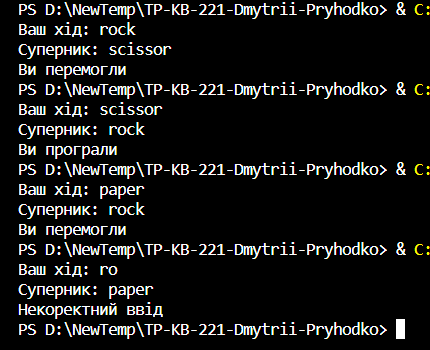 PS D:\NewTemp\TP-KB-221-Dmytrii-Pryhodko> & C:
Ваш хід: rock
Суперник: scissor
Ви перемогли
PS D:\NewTemp\TP-KB-221-Dmytrii-Pryhodko> & C:
Ваш хід: scissor
Суперник: rock
Ви програли
PS D:\NewTemp\TP-KB-221-Dmytrii-Pryhodko> & C:
Ваш хід: paper
Суперник: rock
Ви перемогли
PS D:\NewTemp\TP-KB-221-Dmytrii-Pryhodko> & C:
Ваш хід: ro
Суперник: paper
Некоректний ввід
PS D:\NewTemp\TP-KB-221-Dmytrii-Pryhodko>